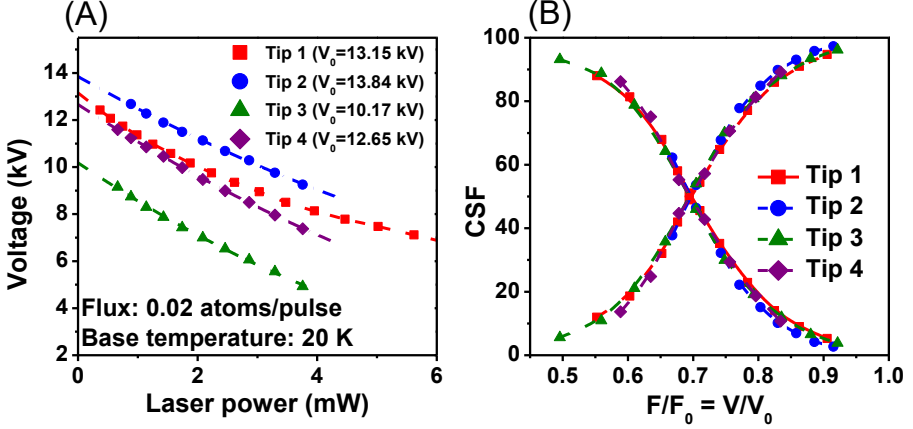 (A)
Voltage (kV)
14
12
10
8
6
4
2
Tip 1 (V0=13.15 kV)
Tip 2 (V0=13.84 kV)
Tip 3 (V0=10.17 kV)
Tip 4 (V0=12.65 kV)
Flux: 0.02 atoms/pulse
Base temperature: 20 K
0 2 4 6
Laser power (mW)
(B)
CSF
100
80
60
40
20
0
Tip 1
Tip 2
Tip 3
Tip 4
0.5 0.6 0.7 0.8 0.9 1.0
F/F0 = V/V0